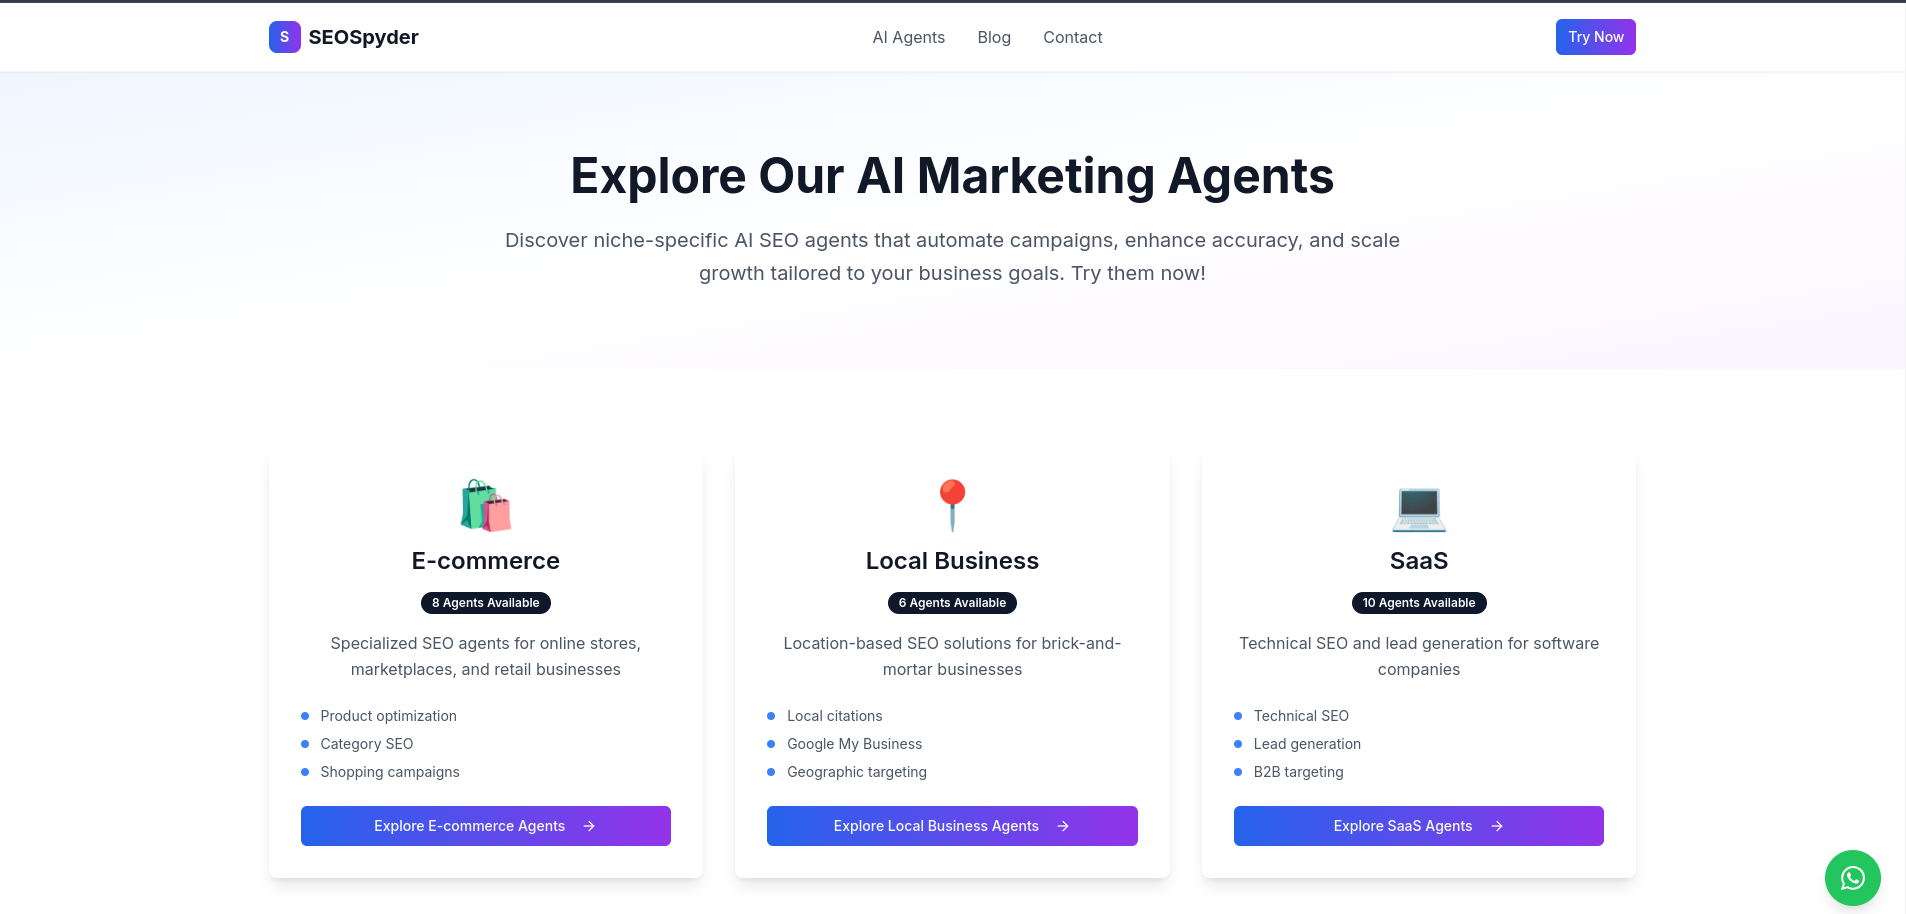 S SEOSpyder
AI Agents
Blog
Contact
Try Now
Explore Our AI Marketing Agents
Discover niche-specific AI SEO agents that automate campaigns, enhance accuracy, and scale
growth tailored to your business goals. Try them now!
E-commerce
8 Agents Available
Specialized SEO agents for online stores,
marketplaces, and retail businesses
Product optimization
Category SEO
Shopping campaigns
Explore E-commerce Agents
Local Business
6 Agents Available
Location-based SEO solutions for brick-and-
mortar businesses
Local citations
Google My Business
Geographic targeting
Explore Local Business Agents
SaaS
10 Agents Available
Technical SEO and lead generation for software
companies
Technical SEO
Lead generation
B2B targeting
Explore SaaS Agents